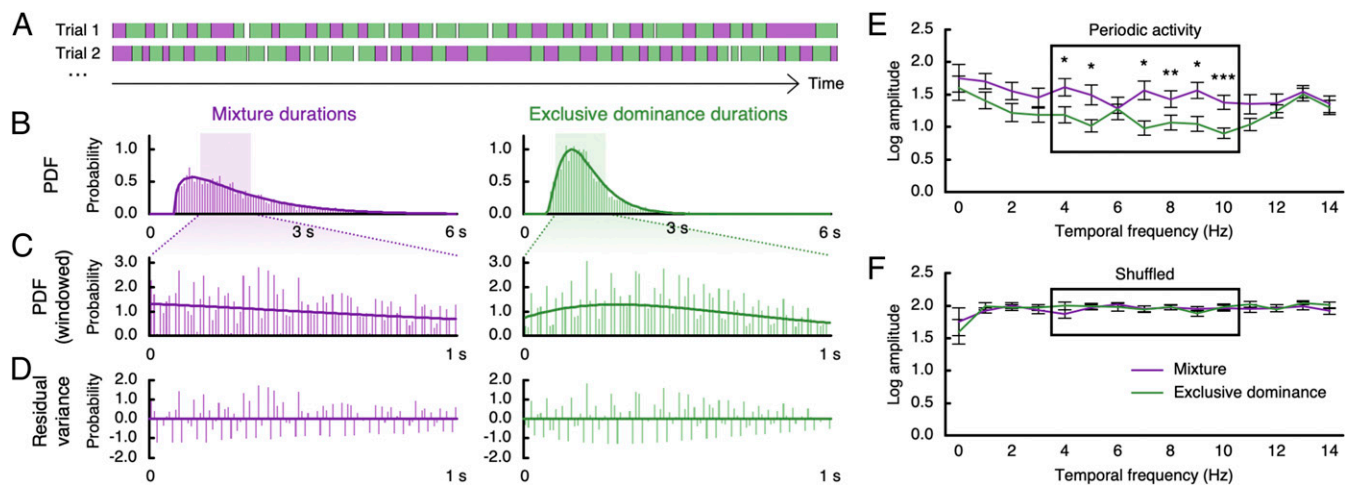 A
Trial 1
Trial 2
...
Time
B
Mixture durations
Exclusive dominance durations
PDF
Probability
1.0
0.5
0.0
0
3 s
6 s
1.0
0.5
0.0
0
3 s
6 s
C
PDF
(windowed)
Probability
3.0
2.0
1.0
0.0
0
1 s
3.0
2.0
1.0
0.0
0
1 s
D
Residual
variance
Probability
2.0
1.0
0.0
-1.0
-2.0
0
1 s
2.0
1.0
0.0
-1.0
-2.0
0
1 s
E
Periodic activity
Log amplitude
2.5
2.0
1.5
1.0
0.5
0.0
* * * ** * ***
0 2 4 6 8 10 12 14
Temporal frequency (Hz)
F
Shuffled
Log amplitude
2.5
2.0
1.5
1.0
0.5
0.0
Mixture
Exclusive dominance
0 2 4 6 8 10 12 14
Temporal frequency (Hz)